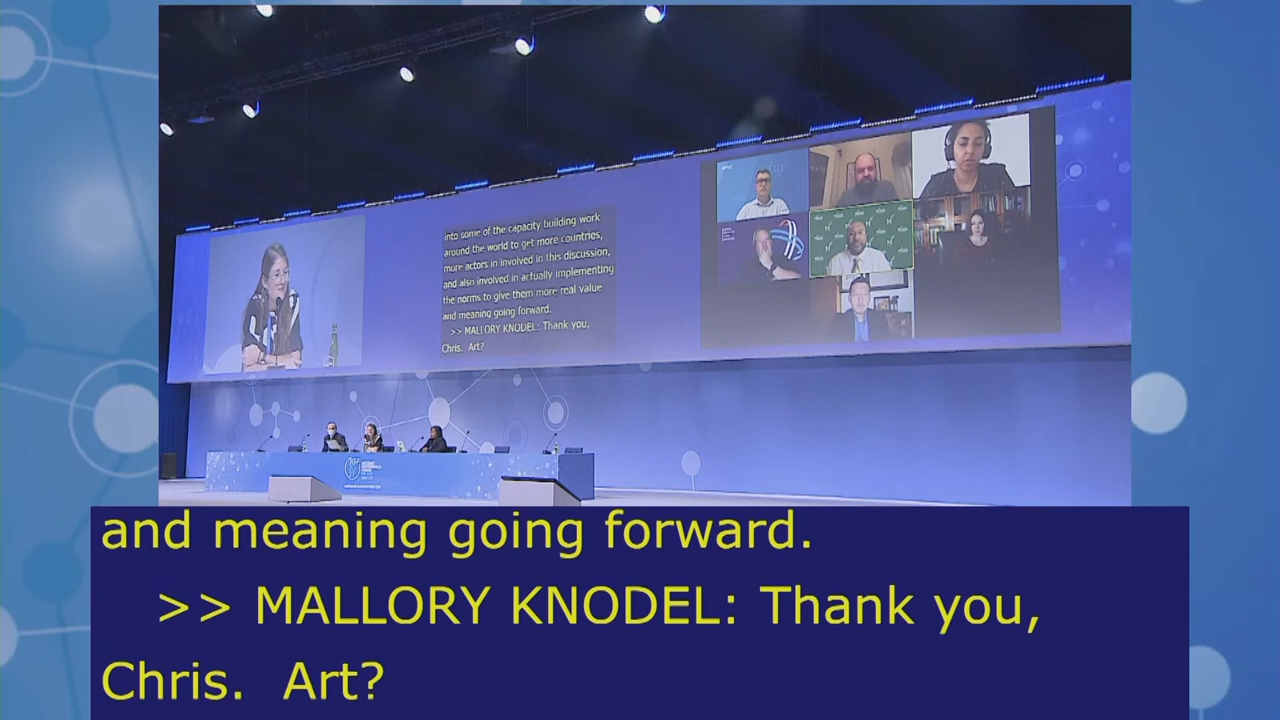 into some of the capacity building work
around the world to get more countries,
more actors in involved in this discussion,
and also involved in actually implementing
the norms to give them more real value
and meaning going forward.
>> MALLORY KNODEL: Thank you,
Chris. Art?
and meaning going forward.
>> MALLORY KNODEL: Thank you,
Chris. Art?